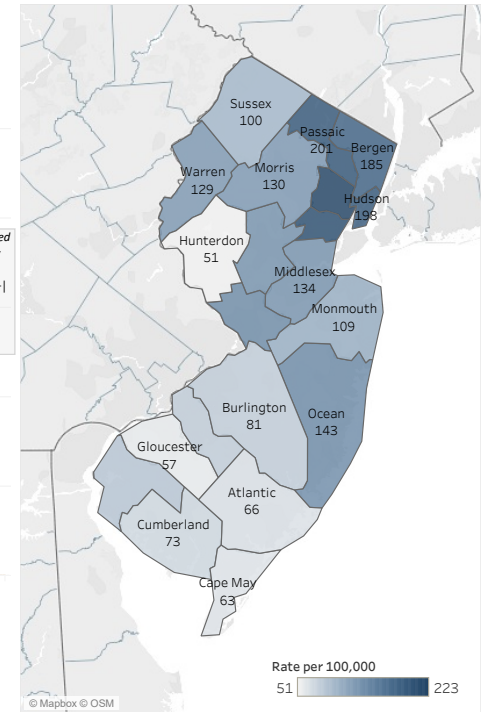 ed
Sussex
100
Passaic
201
Bergen
185
Warren
129
Morris
130
Hudson
198
Hunterdon
51
Middlesex
134
Monmouth
109
Burlington
81
Ocean
143
Gloucester
57
Atlantic
66
Cumberland
73
Cape May
63
Rate per 100,000
51 223
© Mapbox © OSM